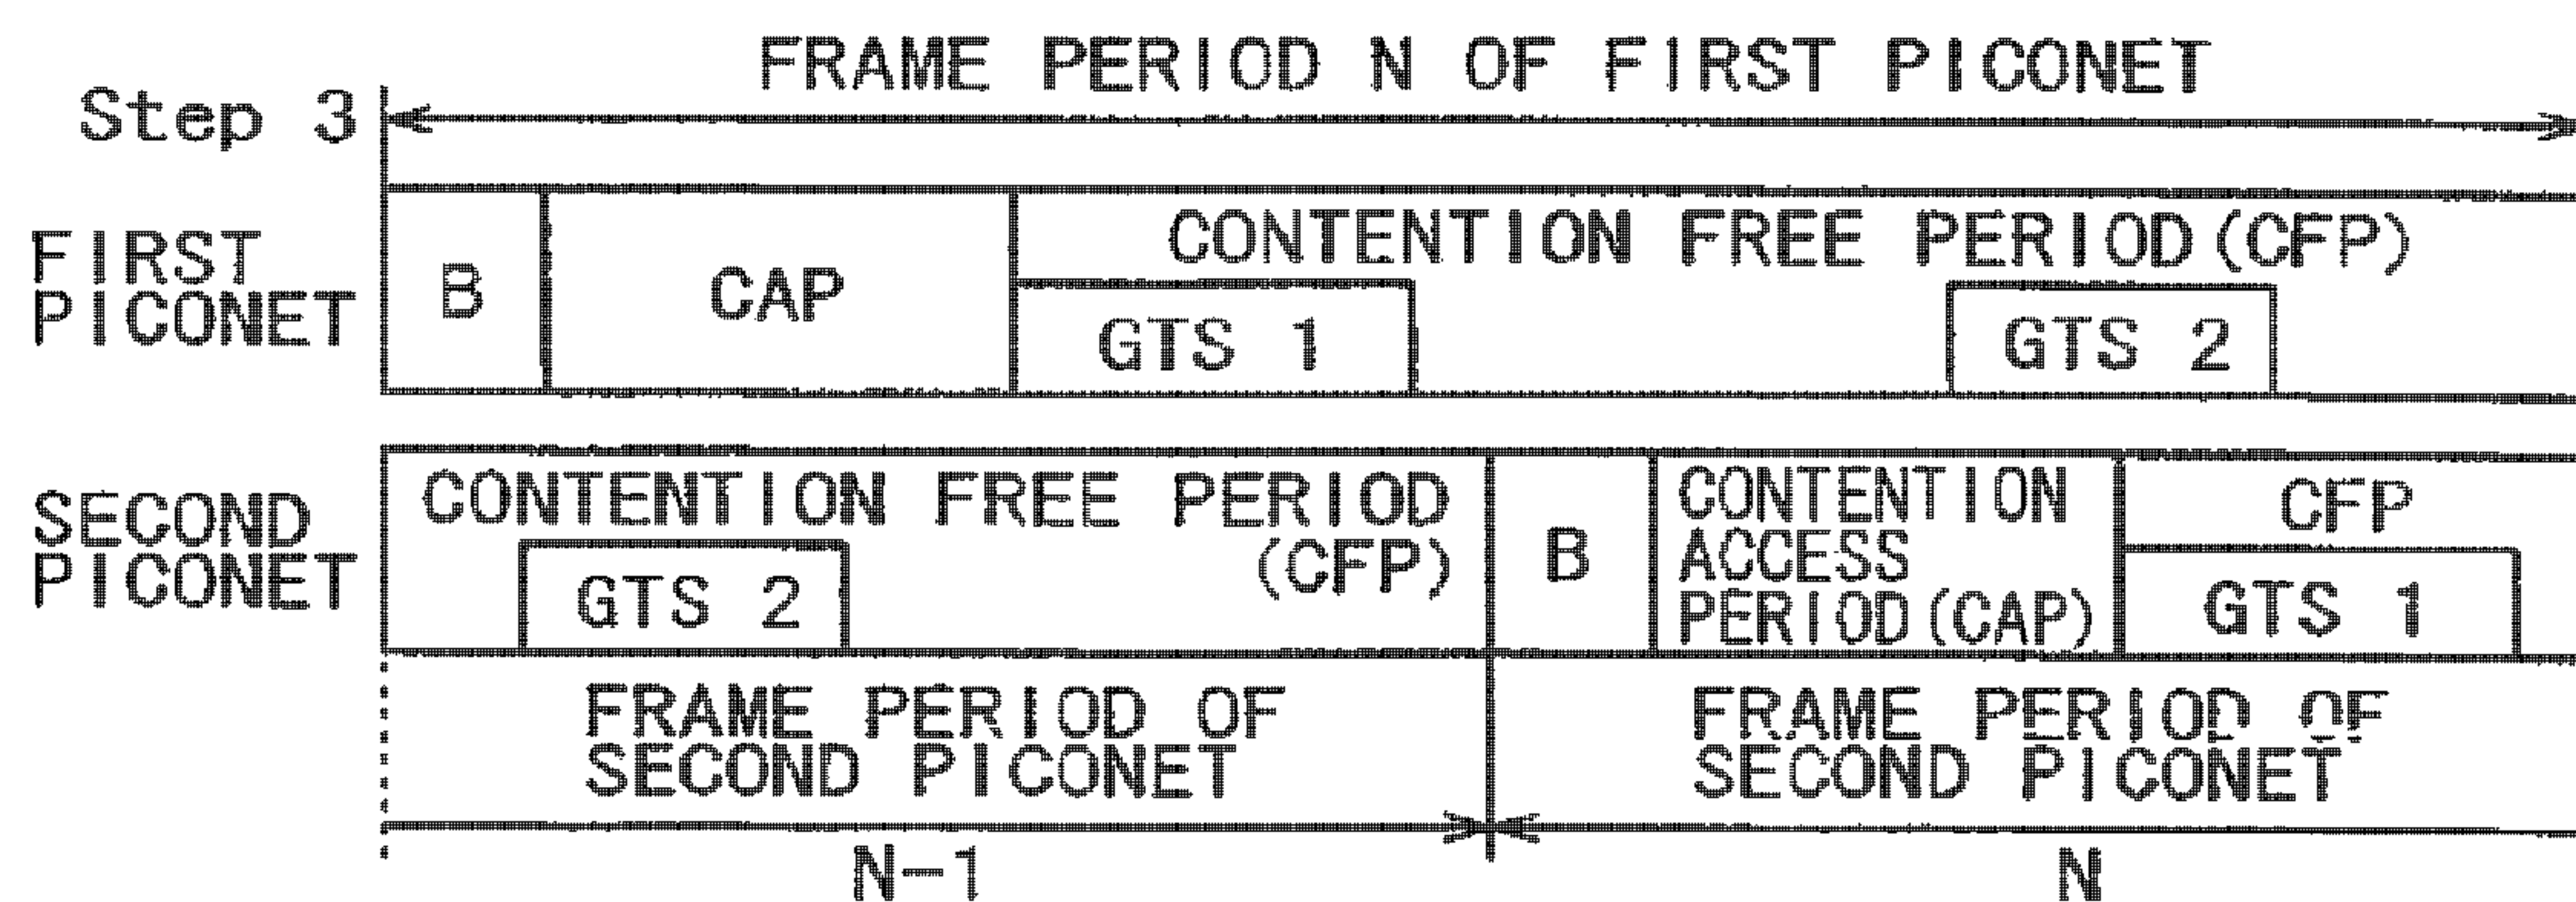 FRAME PERIOD N OF FIRST PICONET
Step 3
FIRST
PICONET
B
CAP
CONTENTION FREE PERIOD(CFP)
GTS 1
GTS 2
SECOND
PICONET
CONTENTION FREE PERIOD
(CFP)
GTS 2
B
CONTENTION
ACCESS
PERIOD(CAP)
CFP
GTS 1
FRAME PERIOD OF
SECOND PICONET
FRAME PERIOD OF
SECOND PICONET
N-1
N